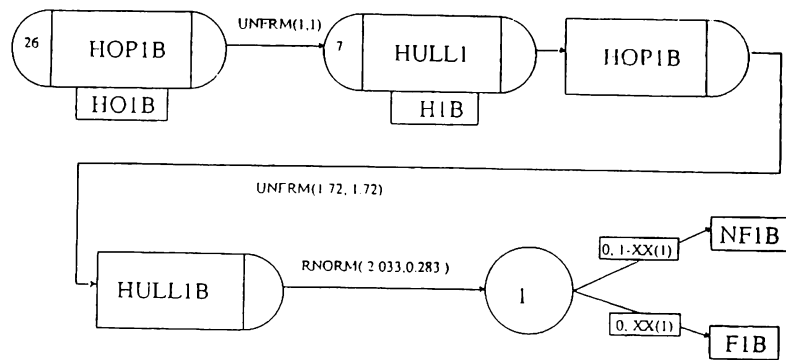 UNFRM(1,1)
26
HOP1B
7
HULL1
HOP1B
HO1B
H1B
UNFRM(1 72, 1.72)
HULL1B
RNORM( 2 033,0.283 )
1
0, 1-XX(1)
NF1B
0, XX(1)
F1B